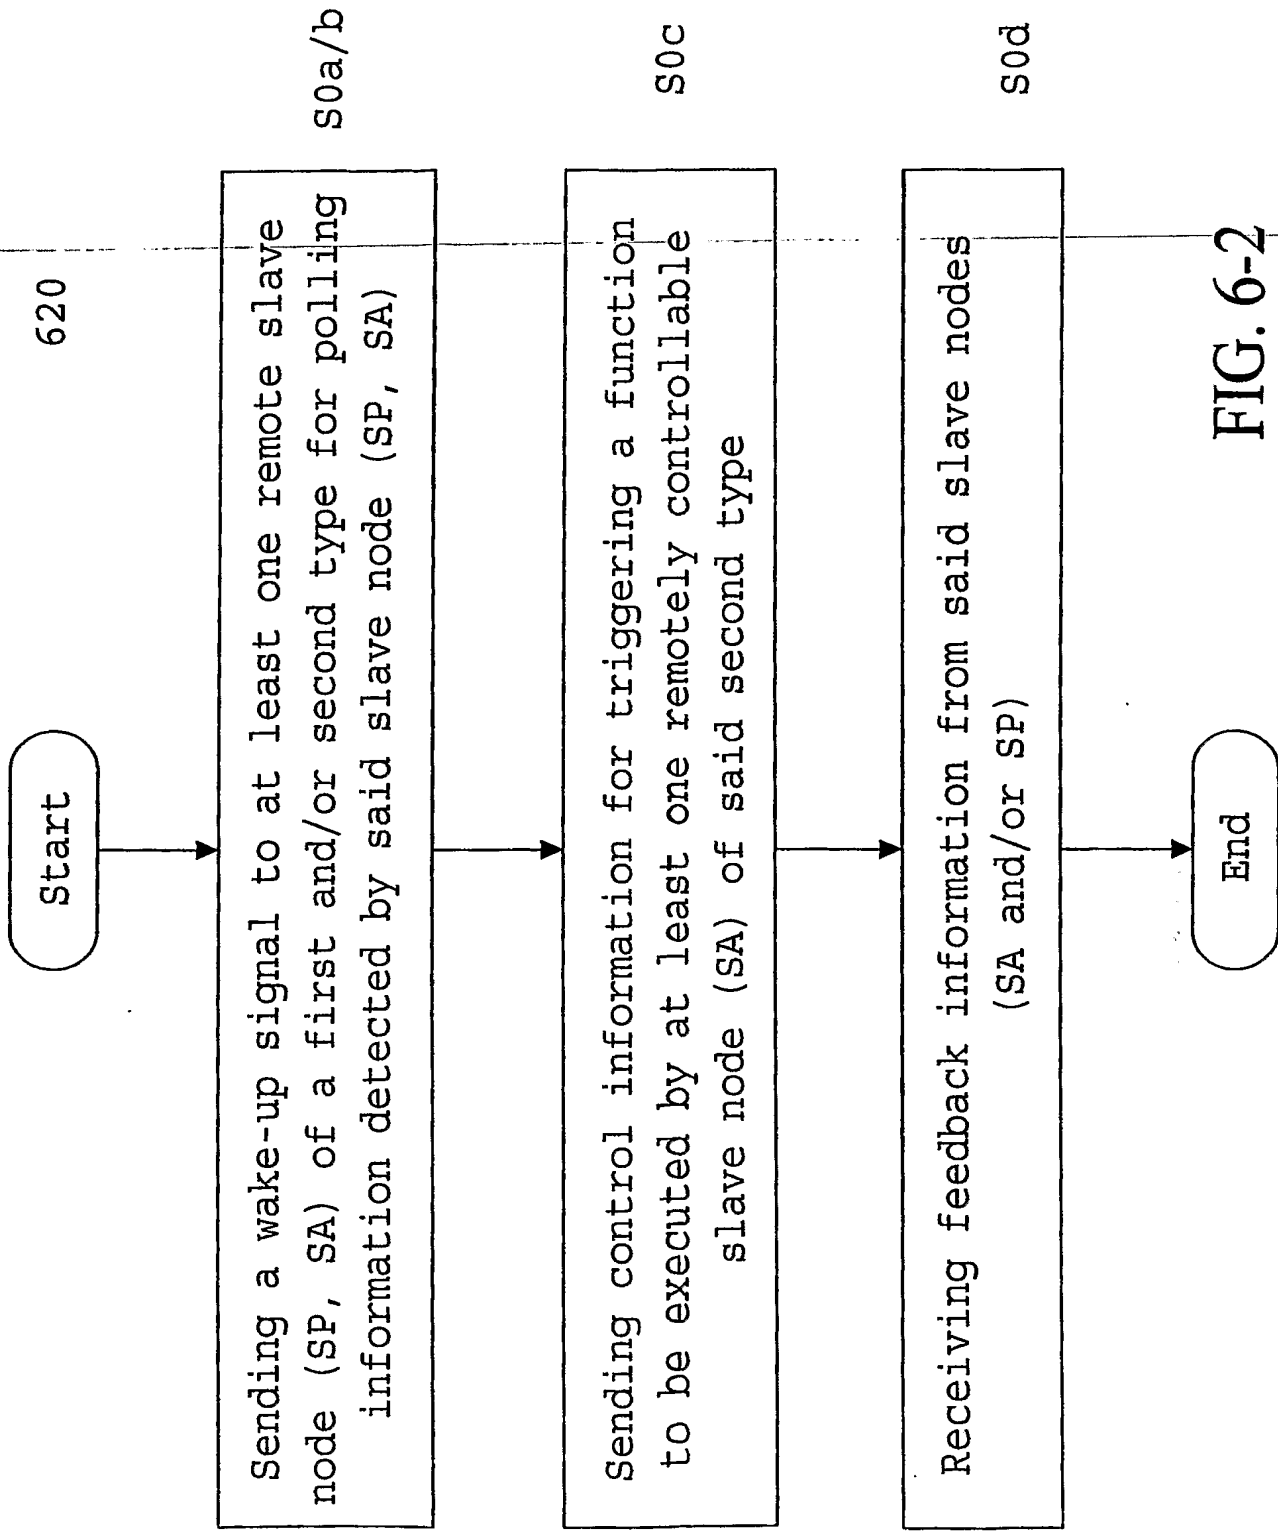 620
Start
Sending a wake-up signal to at least one remote slave
node (SP, SA) of a first and/or second type for polling
information detected by said slave node (SP, SA)
S0a/b
Sending control information for triggering a function
to be executed by at least one remotely controllable
slave node (SA) of said second type
S0c
Receiving feedback information from said slave nodes
(SA and/or SP)
S0d
End
FIG. 6-2